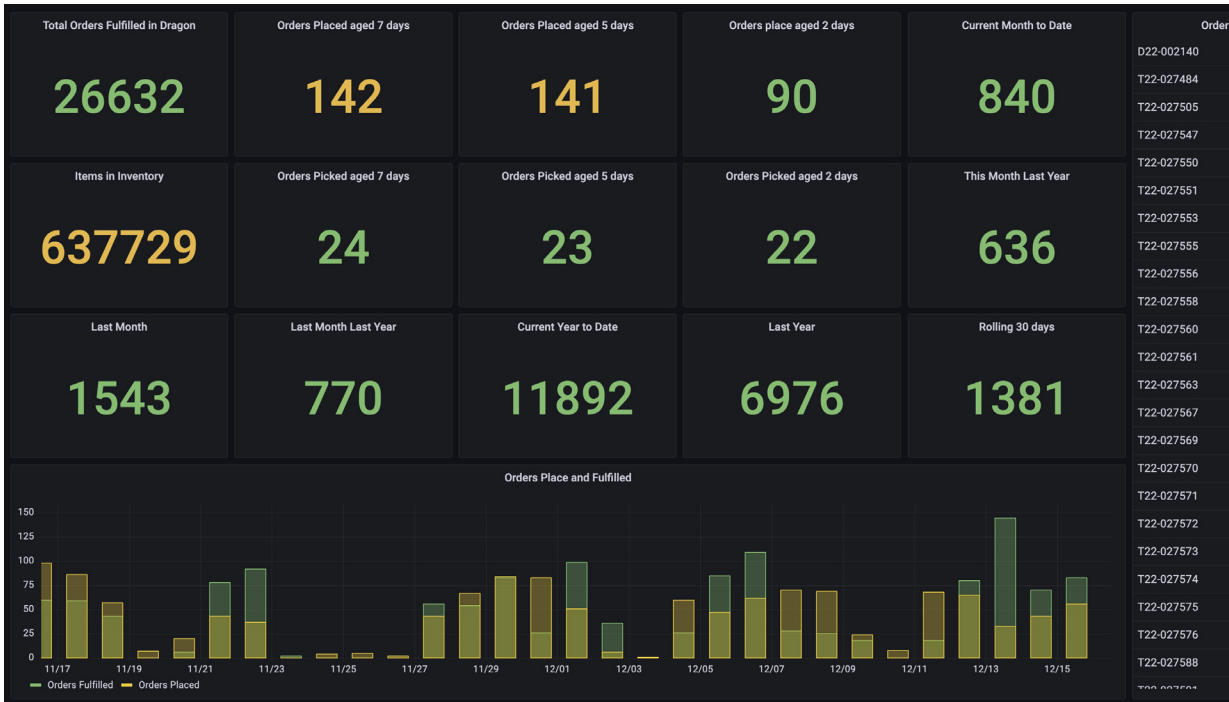 Total Orders Fulfilled in Dragon
26632
Orders Placed aged 7 days
142
Orders Placed aged 5 days
141
Orders place aged 2 days
90
Current Month to Date
840
Items in Inventory
637729
Orders Picked aged 7 days
24
Orders Picked aged 5 days
23
Orders Picked aged 2 days
22
This Month Last Year
636
Last Month
1543
Last Month Last Year
770
Current Year to Date
11892
Last Year
6976
Rolling 30 days
1381
Orders Place and Fulfilled
150
125
100
75
50
25
0
11/17 11/19 11/21 11/23 11/25 11/27 11/29 12/01 12/03 12/05 12/07 12/09 12/11 12/13 12/15
Orders Fulfilled Orders Placed
Order
D22-002140
T22-027484
T22-027505
T22-027547
T22-027550
T22-027551
T22-027553
T22-027555
T22-027556
T22-027558
T22-027560
T22-027561
T22-027563
T22-027567
T22-027569
T22-027570
T22-027571
T22-027572
T22-027573
T22-027574
T22-027575
T22-027576
T22-027588